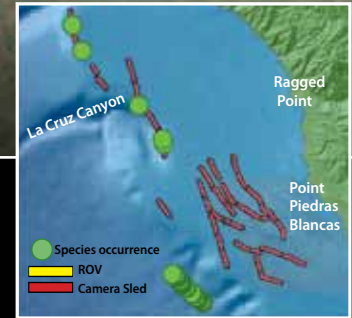 Ragged
Point
La Cruz Canyon
Point
Piedras
Blancas
Species occurrence
ROV
Camera Sled